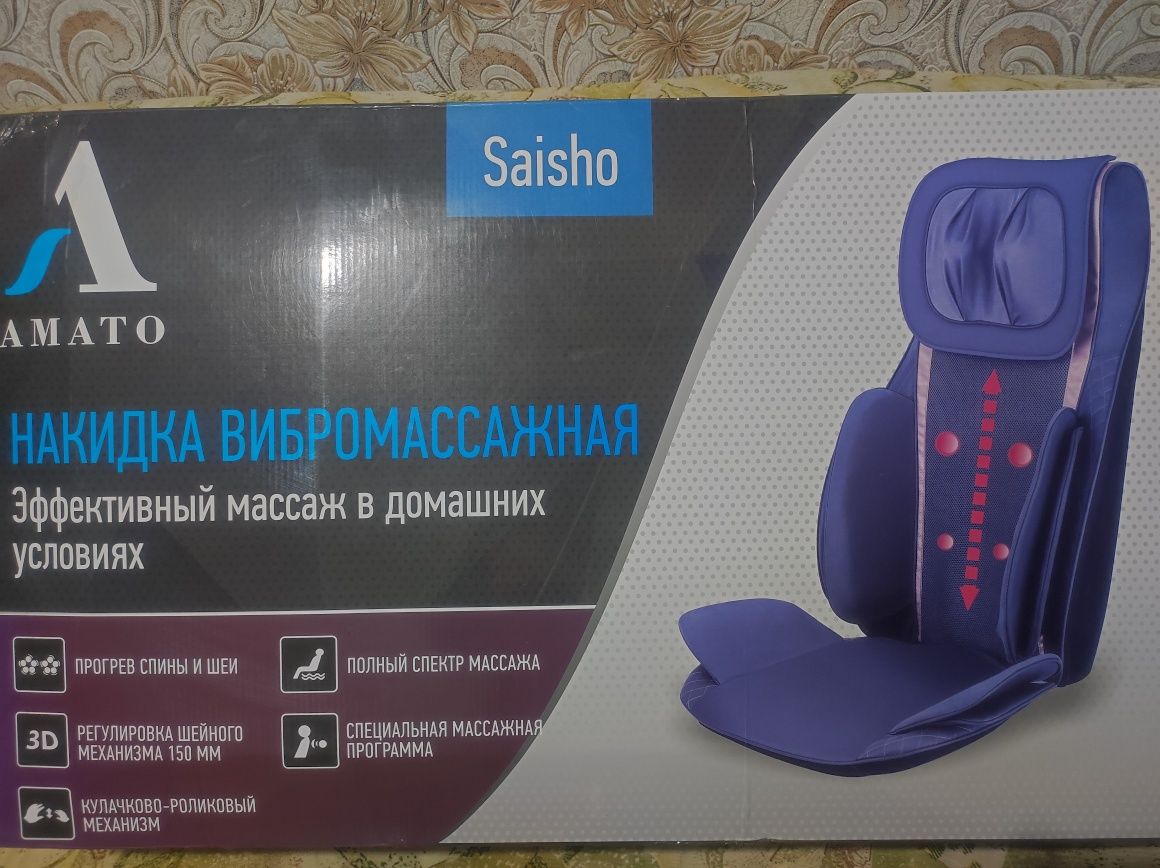 Saisho
AMATO
НАКИДКА ВИБРОМАССАЖНАЯ
Эффективный массаж в домашних
условиях
ПРОГРЕВ СПИНЫ И ШЕИ
3D
РЕГУЛИРОВКА ШЕЙНОГО
МЕХАНИЗМА 150 ММ
КУЛАЧКОВО-РОЛИКОВЫЙ
МЕХАНИЗМ
ПОЛНЫЙ СПЕКТР МАССАЖА
СПЕЦИАЛЬНАЯ МАССАЖНАЯ
ПРОГРАММА